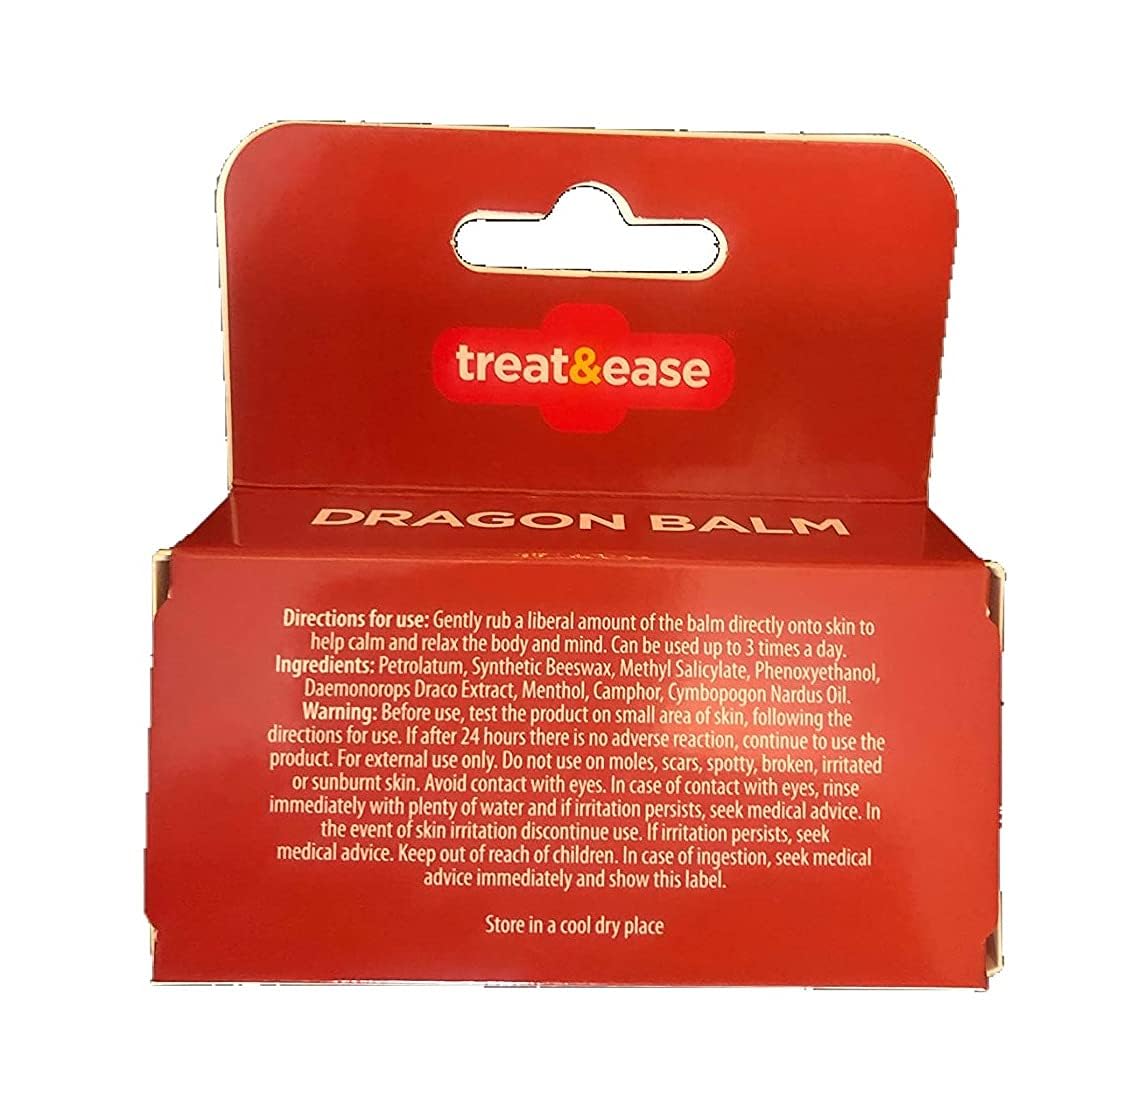 treat&ease
DRAGON BALM
Directions for use: Gently rub a liberal amount of the balm directly onto skin to
help calm and relax the body and mind. Can be used up to 3 times a day.
Ingredients: Petrolatum, Synthetic Beeswax, Methyl Salicylate, Phenoxyethanol,
Daemonorops Draco Extract, Menthol, Camphor, Cymbopogon Nardus Oil.
Warning: Before use, test the product on small area of skin, following the
directions for use. If after 24 hours there is no adverse reaction, continue to use the
product. For external use only. Do not use on moles, scars, spotty, broken, irritated
or sunburnt skin. Avoid contact with eyes. In case of contact with eyes, rinse
immediately with plenty of water and if irritation persists, seek medical advice. In
the event of skin irritation discontinue use. If irritation persists, seek
medical advice. Keep out of reach of children. In case of ingestion, seek medical
advice immediately and show this label.
Store in a cool dry place